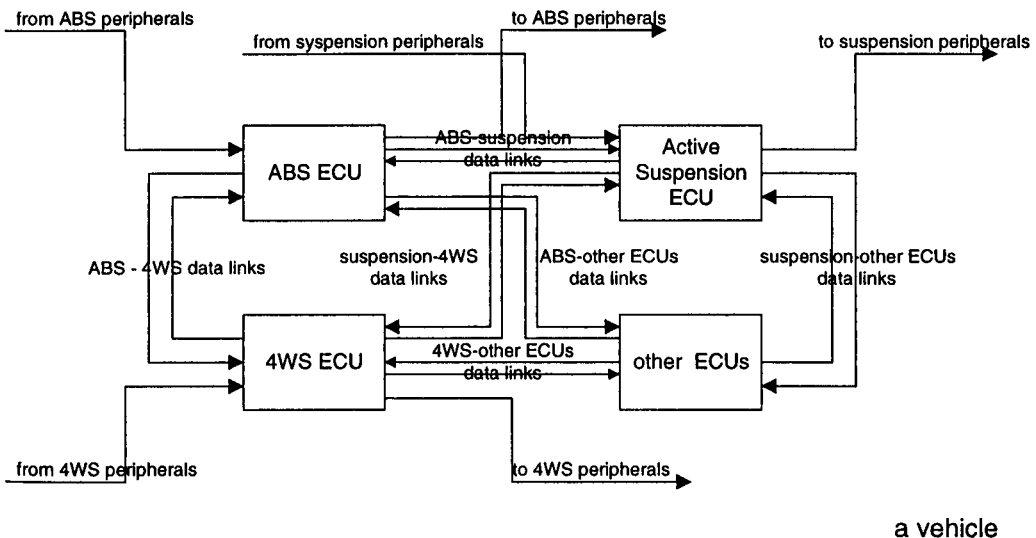 from ABS peripherals
to ABS peripherals
from syspension peripherals
to suspension peripherals
ABS ECU
ABS-suspension
data links
Active
Suspension
ECU
ABS - 4WS data links
suspension-4WS
data links
ABS-other ECUs
data links
suspension-other ECUs
data links
4WS ECU
4WS-other ECUs
data links
other ECUs
from 4WS peripherals
to 4WS peripherals
a vehicle